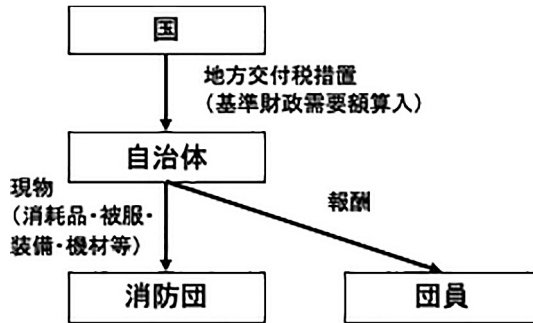 国
地方交付税措置
（基準財政需要額算入）
自治体
現物
（消耗品・被服・
装備・機材等）
報酬
消防団
団員